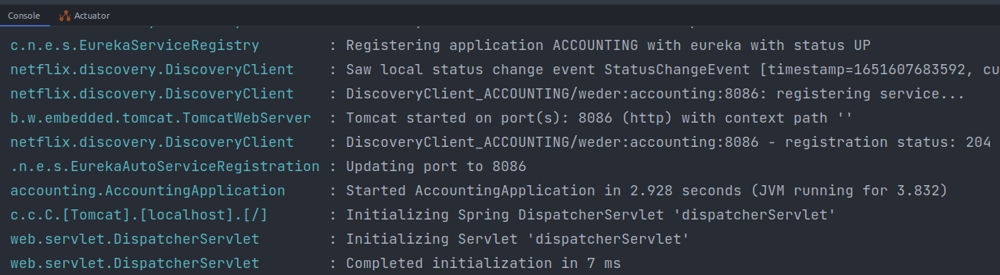 Console Actuator
c.n.e.s.EurekaServiceRegistry : Registering application ACCOUNTING with eureka with status UP
netflix.discovery.DiscoveryClient : Saw local status change event StatusChangeEvent [timestamp=1651607683592, cu
netflix.discovery.DiscoveryClient : DiscoveryClient_ACCOUNTING/weder:accounting:8086: registering service...
b.w.embedded.tomcat.TomcatWebServer : Tomcat started on port(s): 8086 (http) with context path ''
netflix.discovery.DiscoveryClient : DiscoveryClient_ACCOUNTING/weder:accounting:8086 - registration status: 204
.n.e.s.EurekaAutoServiceRegistration : Updating port to 8086
accounting.AccountingApplication : Started AccountingApplication in 2.928 seconds (JVM running for 3.832)
c.c.C.[Tomcat].[localhost].[/] : Initializing Spring DispatcherServlet 'dispatcherServlet'
web.servlet.DispatcherServlet : Initializing Servlet 'dispatcherServlet'
web.servlet.DispatcherServlet : Completed initialization in 7 ms